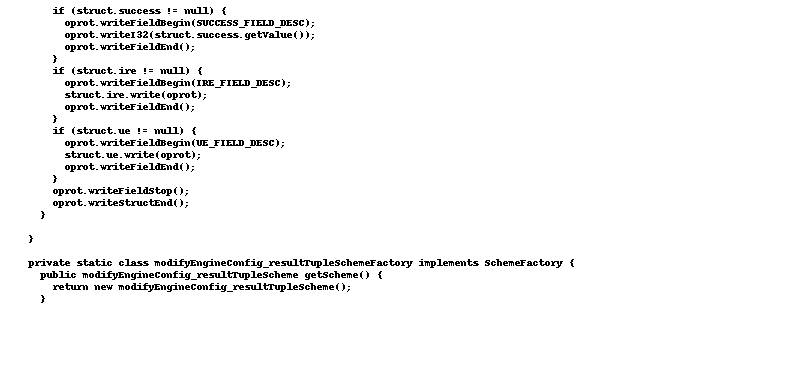 if (struct.success != null) {
oprot.writeFieldBegin(SUCCESS_FIELD_DESC);
oprot.writeI32(struct.success.getValue());
oprot.writeFieldEnd();
}
if (struct.ire != null) {
oprot.writeFieldBegin(IRE_FIELD_DESC);
struct.ire.write(oprot);
oprot.writeFieldEnd();
}
if (struct.ue != null) {
oprot.writeFieldBegin(UE_FIELD_DESC);
struct.ue.write(oprot);
oprot.writeFieldEnd();
}
oprot.writeFieldStop();
oprot.writeStructEnd();
}
}
private static class modifyEngineConfig_resultTupleSchemeFactory implements SchemeFactory {
public modifyEngineConfig_resultTupleScheme getScheme() {
return new modifyEngineConfig_resultTupleScheme();
}